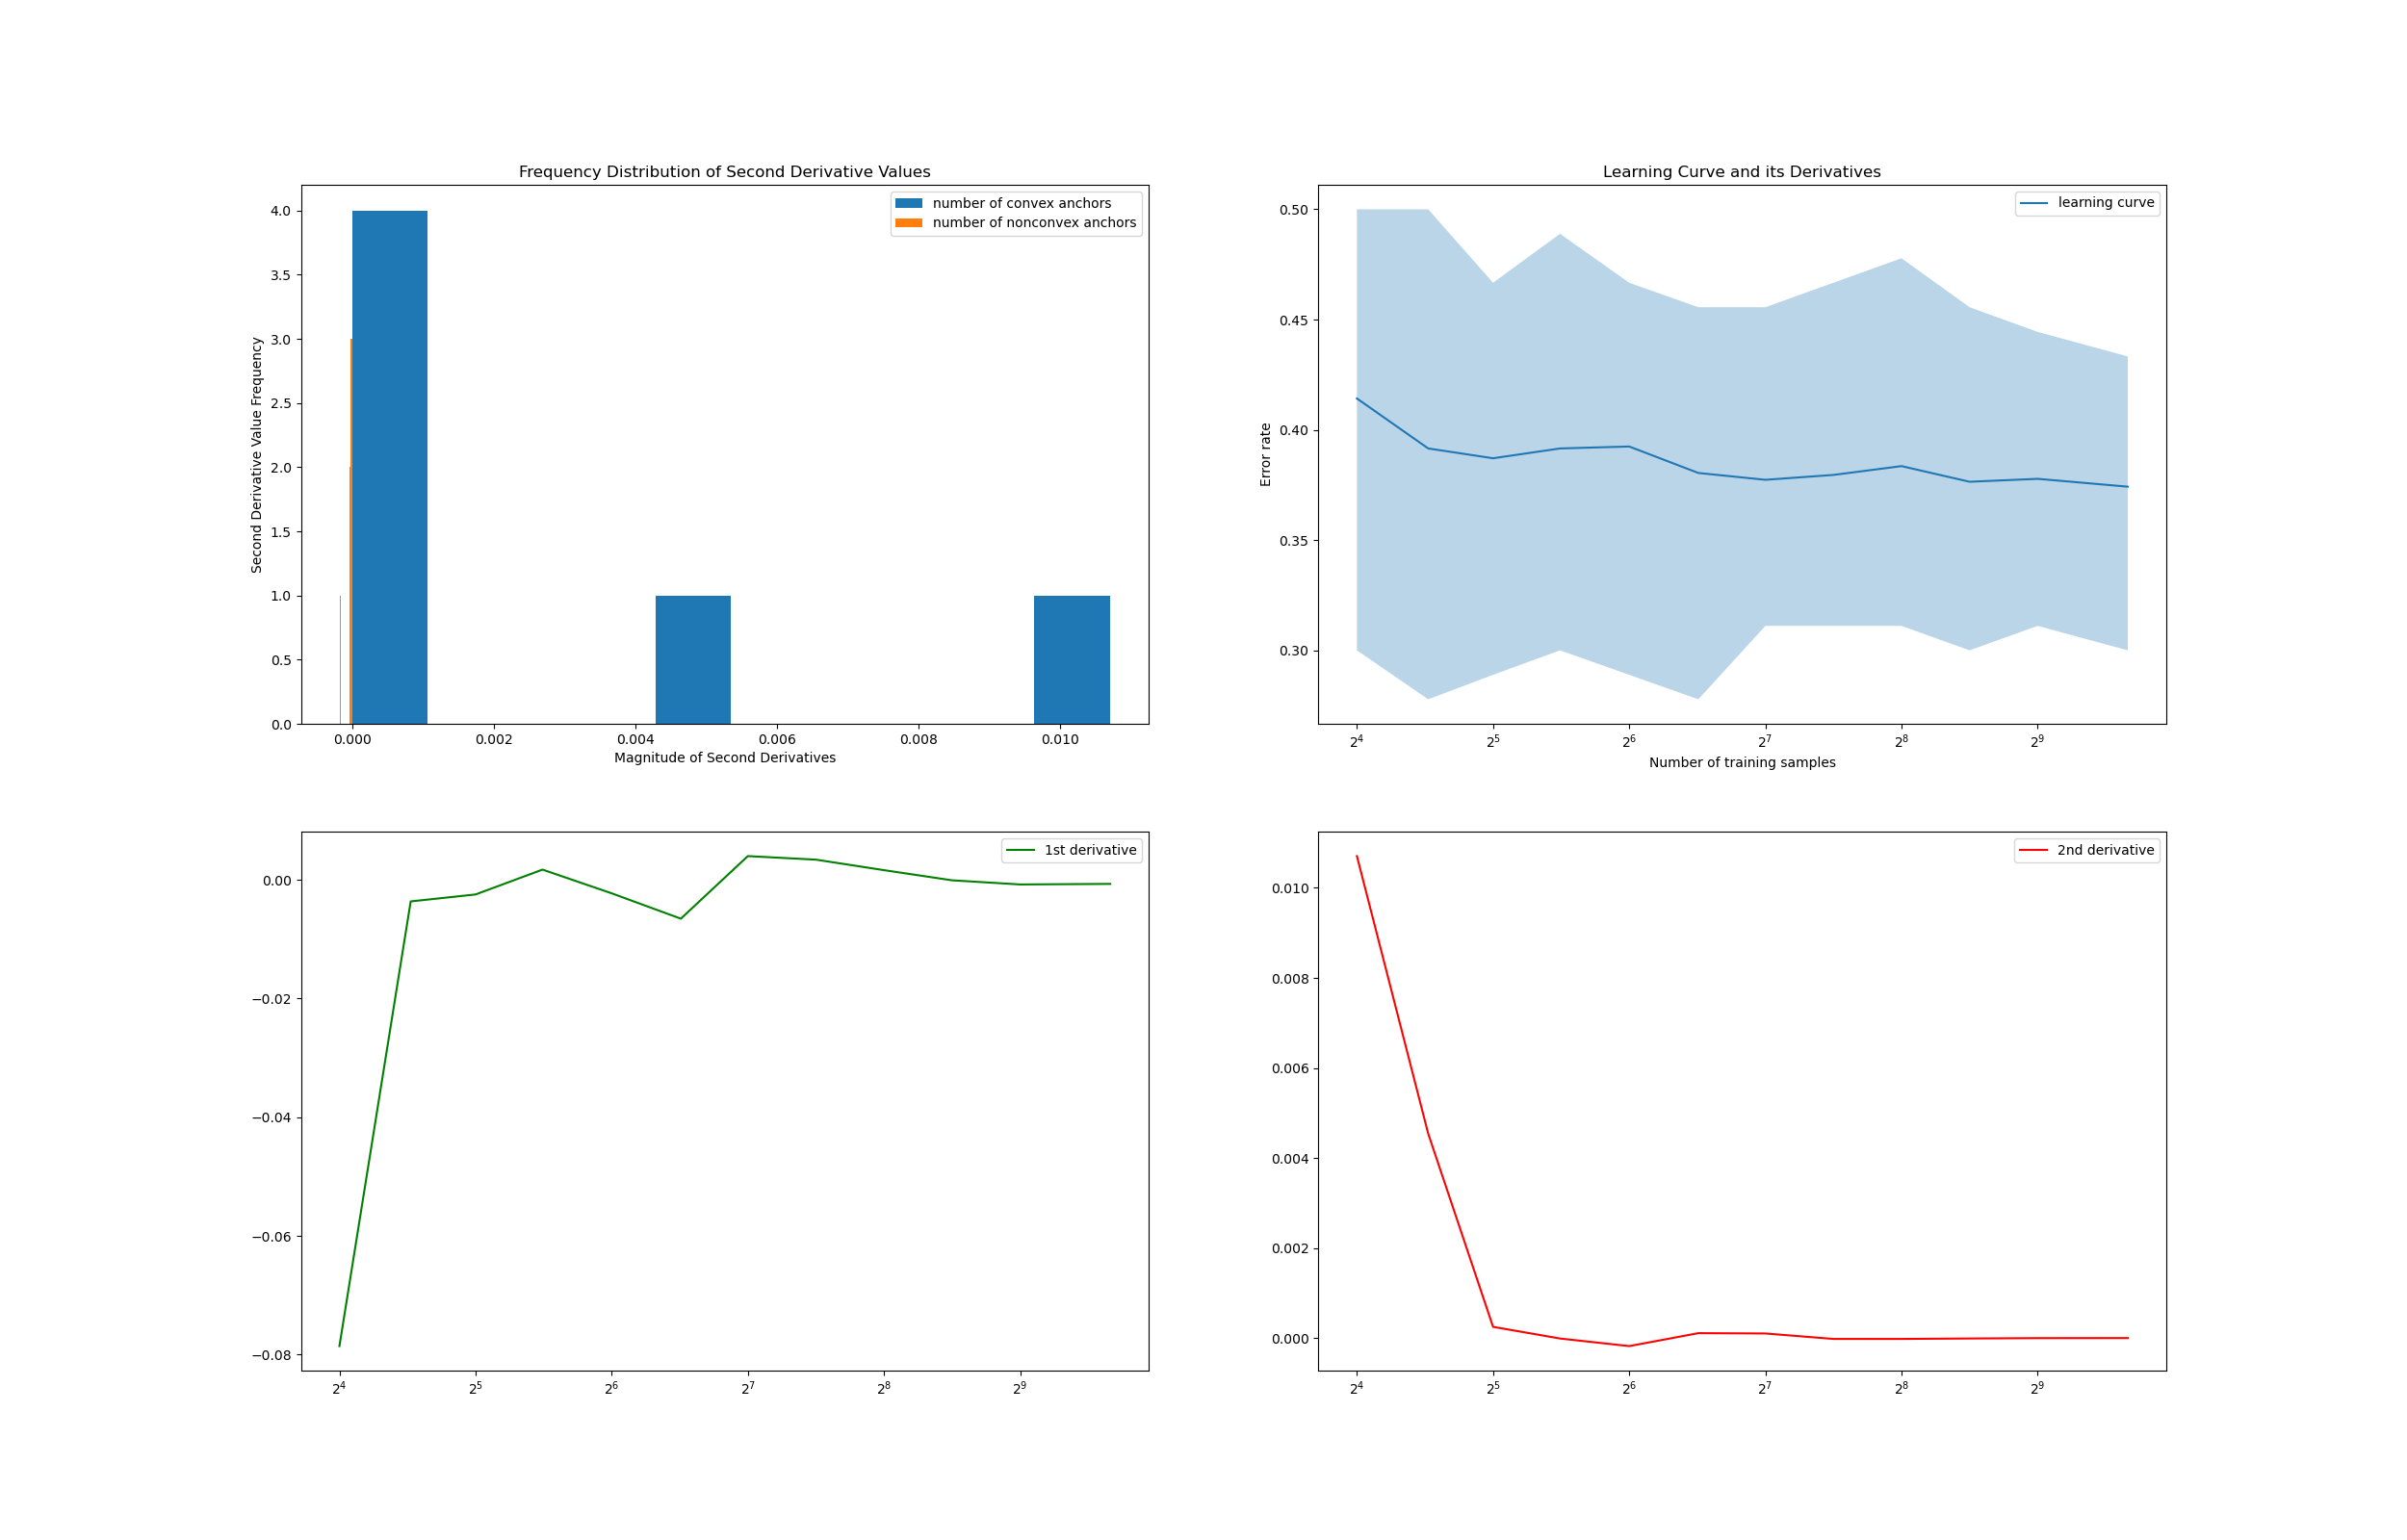 Frequency Distribution of Second Derivative Values
number of convex anchors
number of nonconvex anchors
Second Derivative Value Frequency
4.0
3.5
3.0
2.5
2.0
1.5
1.0
0.5
0.0
0.000 0.002 0.004 0.006 0.008 0.010
Magnitude of Second Derivatives
Learning Curve and its Derivatives
learning curve
Error rate
0.50
0.45
0.40
0.35
0.30
2⁴ 2⁵ 2⁶ 2⁷ 2⁸ 2⁹
Number of training samples
1st derivative
0.00
−0.02
−0.04
−0.06
−0.08
2⁴ 2⁵ 2⁶ 2⁷ 2⁸ 2⁹
2nd derivative
0.010
0.008
0.006
0.004
0.002
0.000
2⁴ 2⁵ 2⁶ 2⁷ 2⁸ 2⁹